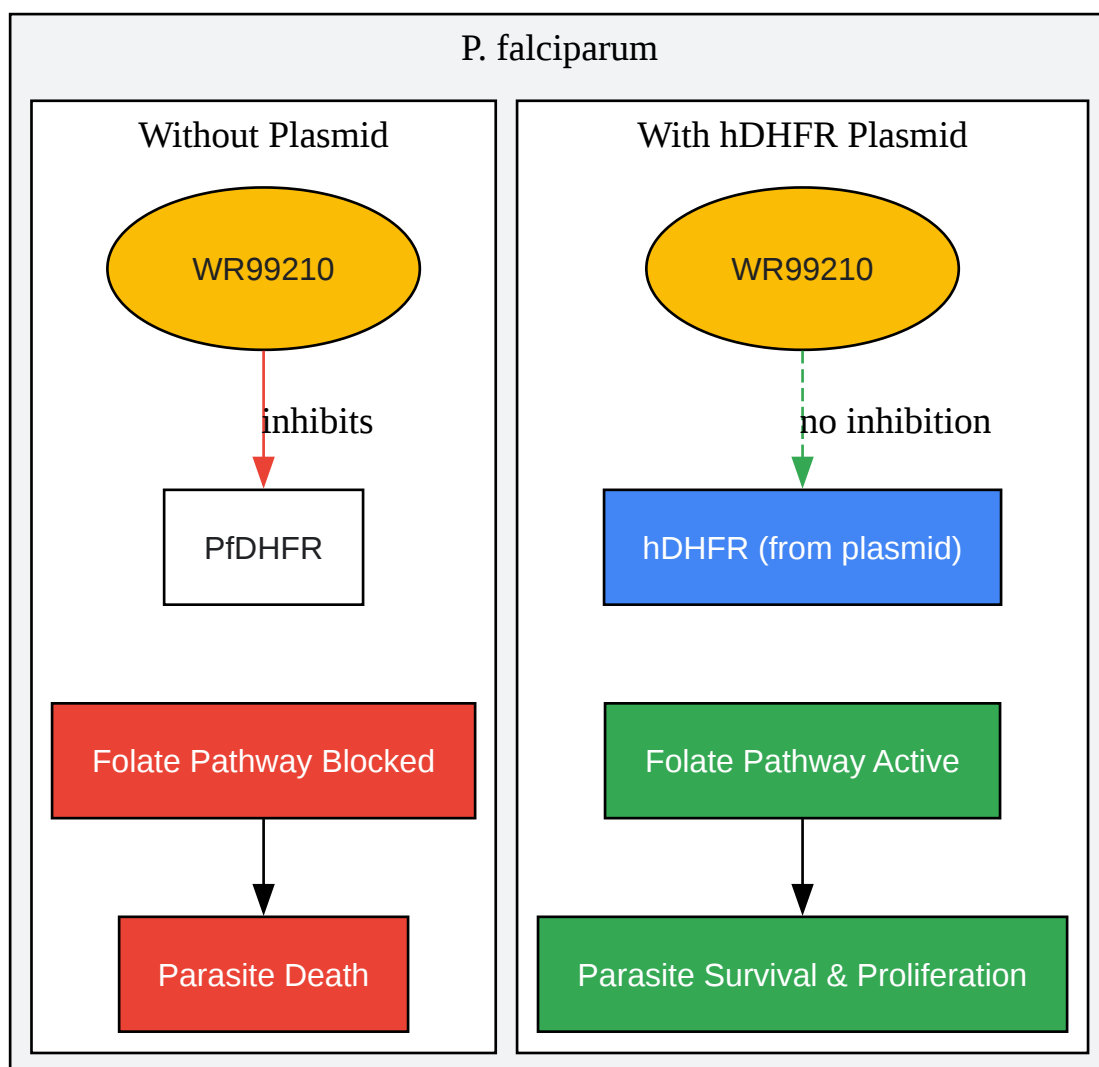 P. falciparum
Without Plasmid
WR99210
inhibits
PfDHFR
Folate Pathway Blocked
Parasite Death
With hDHFR Plasmid
WR99210
no inhibition
hDHFR (from plasmid)
Folate Pathway Active
Parasite Survival & Proliferation